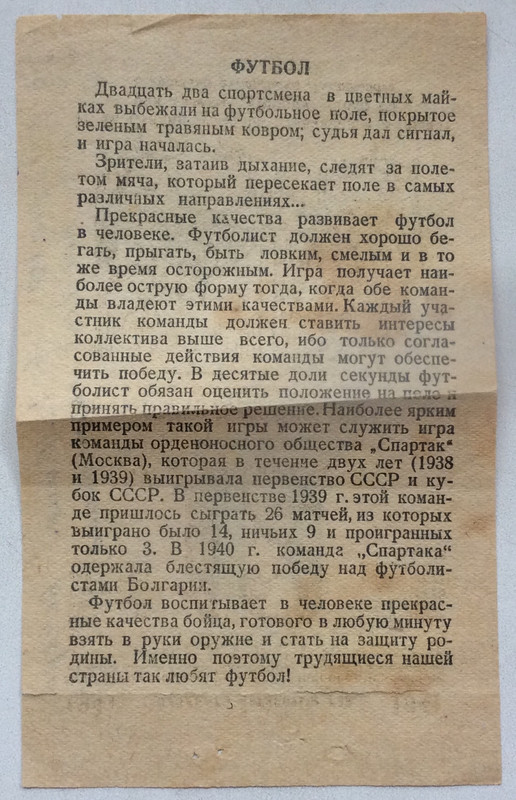 ФУТБОЛ
Двадцать два спортсмена в цветных май-
ках выбежали на футбольное поле, покрытое
зеленым травяным ковром; судья дал сигнал,
и игра началась.
Зрители, затаив дыхание, следят за поле-
том мяча, который пересекает поле в самых
различных направлениях...
Прекрасные качества развивает футбол
в человеке. Футболист должен хорошо бе-
гать, прыгать, быть ловким, смелым и в то
же время осторожным. Игра получает наи-
более острую форму тогда, когда обе коман-
ды владеют этими качествами. Каждый уча-
стник команды должен ставить интересы
коллектива выше всего, ибо только согла-
сованные действия команды могут обеспе-
чить победу. В десятые доли секунды фут-
болист обязан оценить положение на поле и
принять правильное решение. Наиболее ярким
примером такой игры может служить игра
команды орденоносного общества „Спартак“
(Москва), которая в течение двух лет (1938
и 1939) выигрывала первенство СССР и ку-
бок СССР. В первенстве 1939 г. этой коман-
де пришлось сыграть 26 матчей, из которых
выиграно было 14, ничьих 9 и проигранных
только 3. В 1940 г. команда „Спартака“
одержала блестящую победу над футболи-
стами Болгарии.
Футбол воспитывает в человеке прекрас-
ные качества бойца, готового в любую минуту
взять в руки оружие и стать на защиту ро-
дины. Именно поэтому трудящиеся нашей
страны так любят футбол!